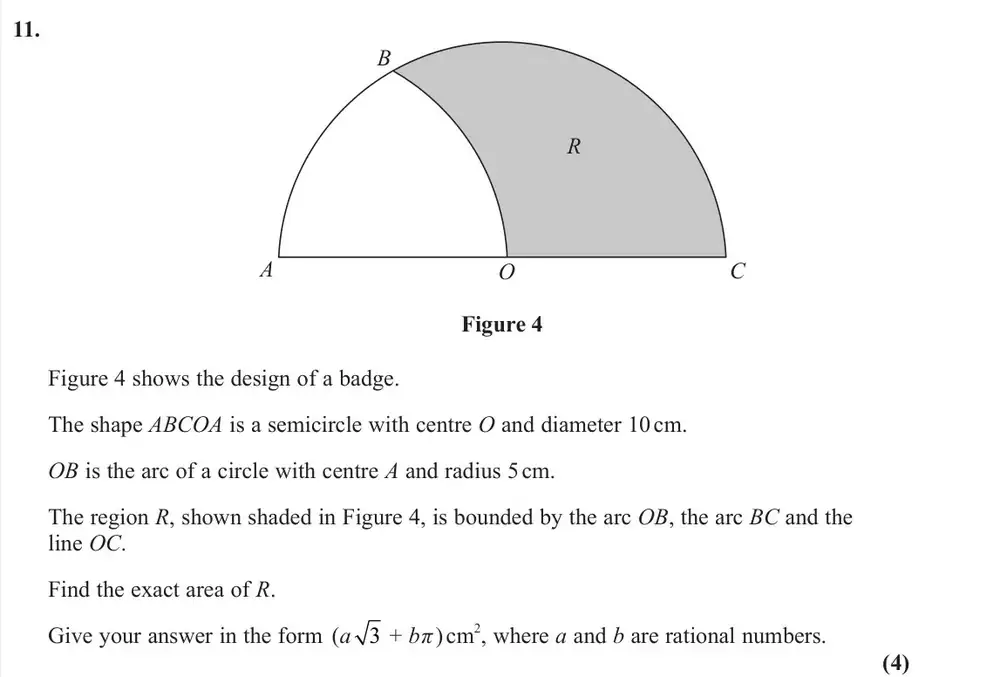 11.
B
R
A
O
C
Figure 4
Figure 4 shows the design of a badge.
The shape ABCOA is a semicircle with centre O and diameter 10 cm.
OB is the arc of a circle with centre A and radius 5 cm.
The region R, shown shaded in Figure 4, is bounded by the arc OB, the arc BC and the
line OC.
Find the exact area of R.
Give your answer in the form (a√3 + bπ) cm², where a and b are rational numbers.
(4)